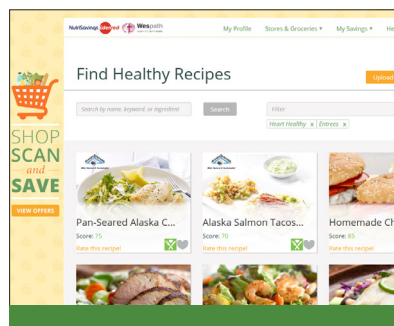 NutriSavings Edenred Wespath
My Profile Stores & Groceries My Savings He
Find Healthy Recipes
Upload
Search by name, keyword, or ingredient
Search
Filter
Heart Healthy x Entrees x
SHOP
SCAN
and
SAVE
VIEW OFFERS
Pan-Seared Alaska C...
Score: 75
Rate this recipe!
Alaska Salmon Tacos...
Score: 70
Rate this recipe!
Homemade Ch
Score: 85
Rate this recipe!